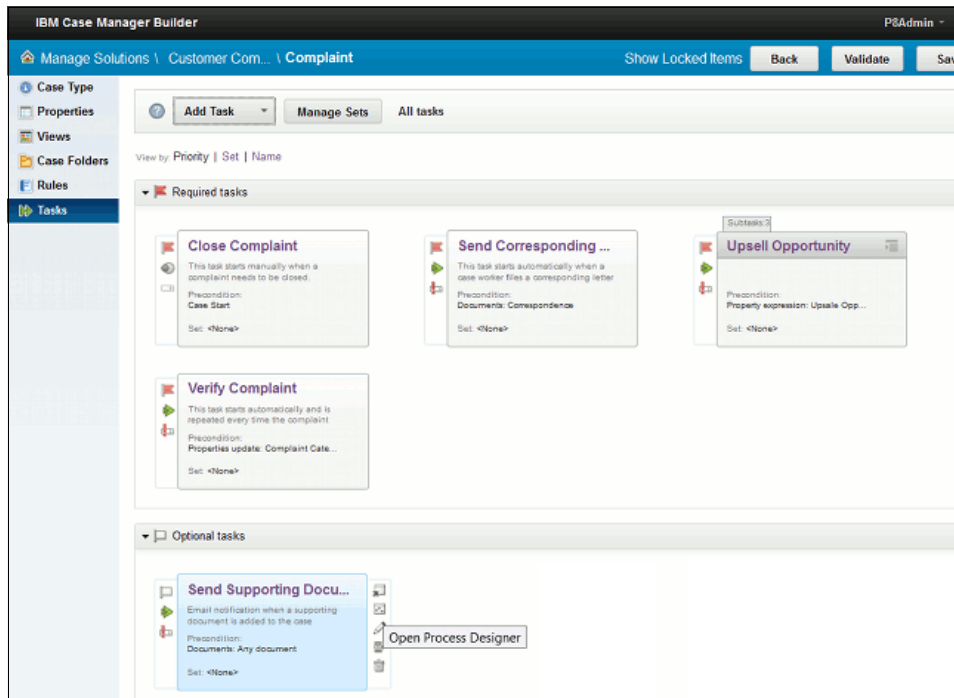 IBM Case Manager Builder
P8Admin
Manage Solutions \ Customer Com... \ Complaint
Show Locked Items
Back
Validate
Sav
Case Type
Properties
Views
Case Folders
Rules
Tasks
Add Task
Manage Sets
All tasks
View by: Priority | Set | Name
Required tasks
Close Complaint
This task starts manually when a
complaint needs to be closed.
Precondition:
Case Start
Set: <None>
Send Corresponding ...
This task starts automatically when a
case worker files a corresponding letter
Precondition:
Documents: Correspondence
Set: <None>
Subtasks:3
Upsell Opportunity
Precondition:
Property expression: Upsale Opp...
Set: <None>
Verify Complaint
This task starts automatically and is
repeated every time the complaint
Precondition:
Properties update: Complaint Cate...
Set: <None>
Optional tasks
Send Supporting Docu...
Email notification when a supporting
document is added to the case
Precondition:
Documents: Any document
Set: <None>
Open Process Designer